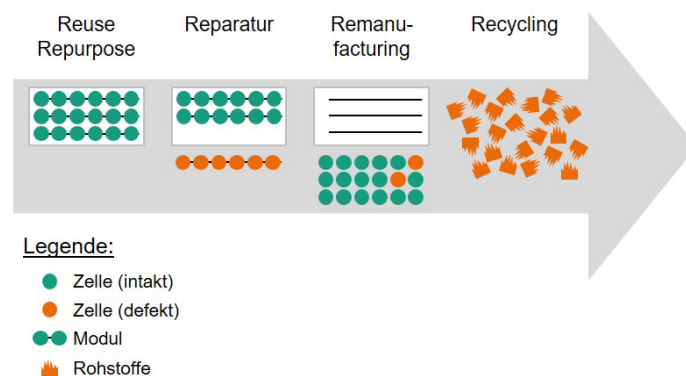 Reuse
Repurpose
Reparatur
Remanu-
facturing
Recycling
Legende:
Zelle (intakt)
Zelle (defekt)
Modul
Rohstoffe